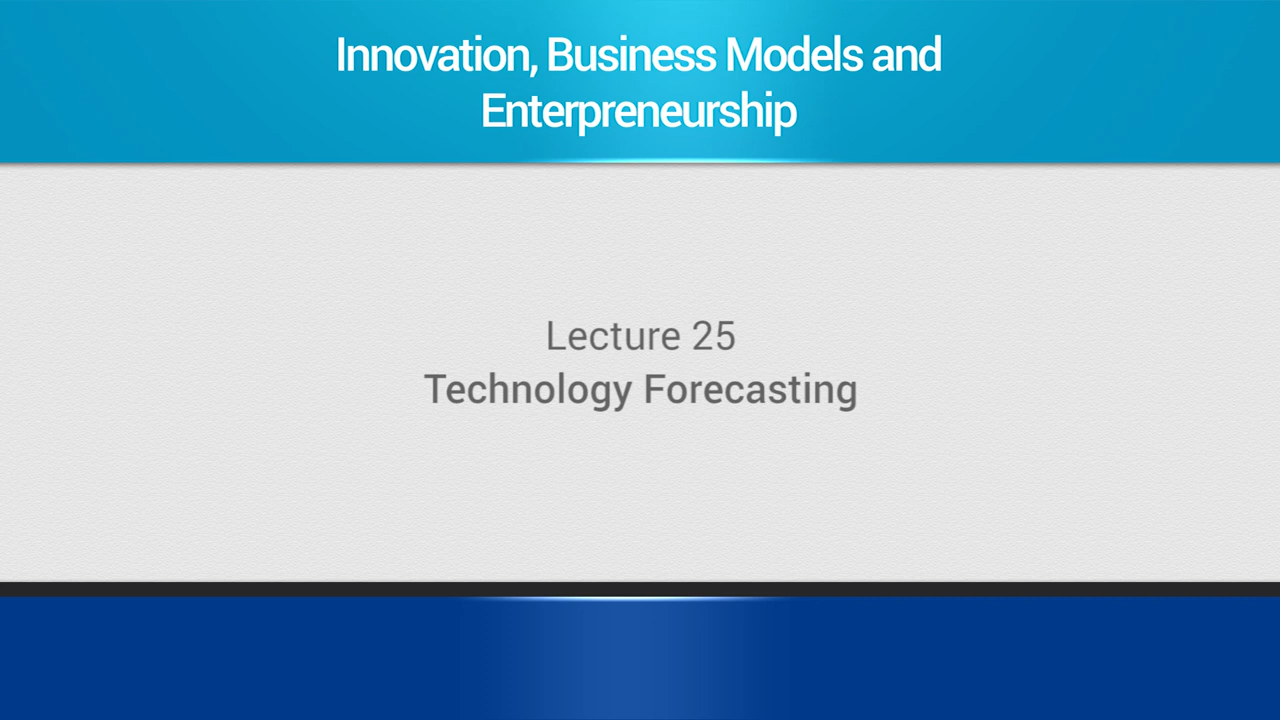 Innovation, Business Models and
Enterpreneurship
Lecture 25
Technology Forecasting